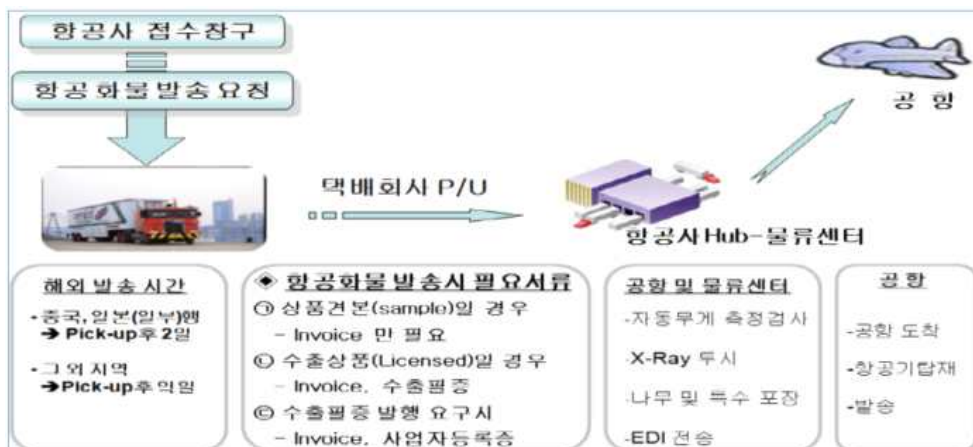 항공사 접수창구
항공화물발송요청
공 항
택배회사 P/U
항공사 Hub-물류센터
해외 발송 시간
-중국,일본(일부)행
➔ Pick-up후 2일
-그 외 지역
➔Pick-up후 익일
◈ 항공화물 발송시 필요서류
㉠ 상품견본(sample)일 경우
- Invoice 만 필요
㉡ 수출상품(Licensed)일 경우
- Invoice, 수출필증
㉢ 수출필증 발행 요구시
- Invoice, 사업자등록증
공항 및 물류센터
-자동무게 측정검사
-X-Ray 투시
-나무 및 특수 포장
-EDI 전송
공항
-공항 도착
-항공기탑재
-발송